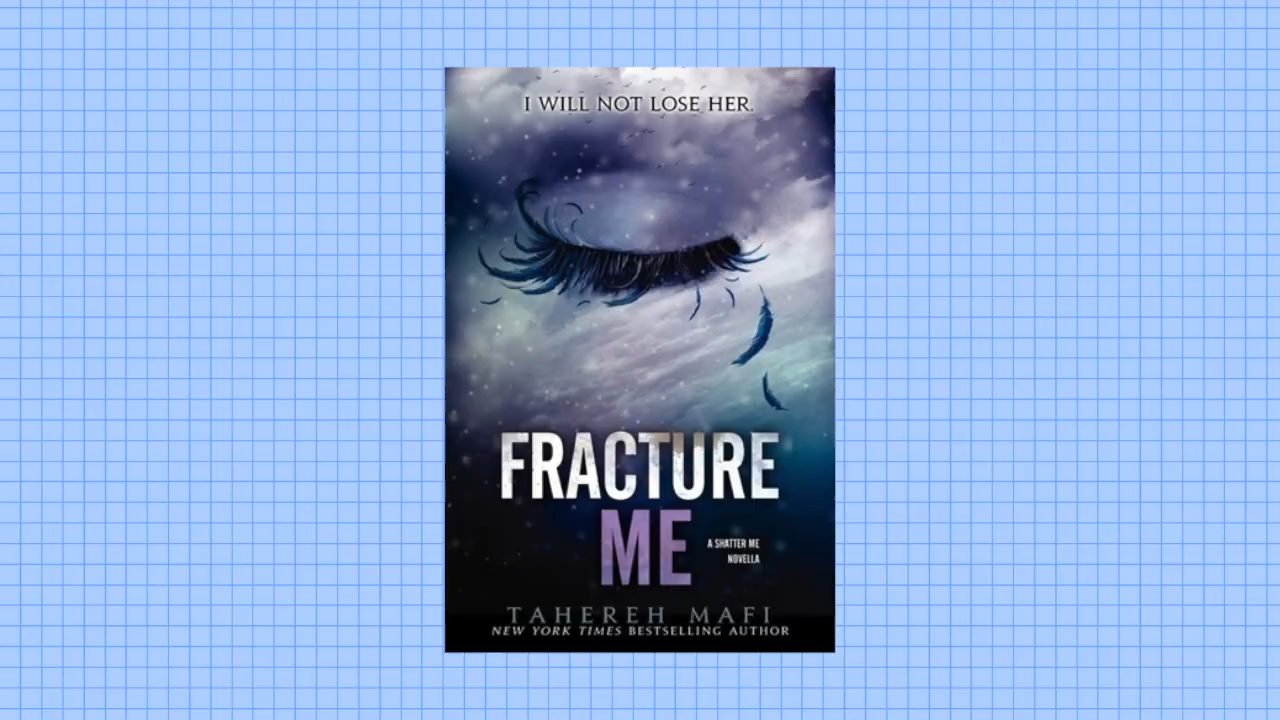 I WILL NOT LOSE HER.
FRACTURE
ME
A SHATTER ME
NOVELLA
TAHEREH MAFI
NEW YORK TIMES BESTSELLING AUTHOR